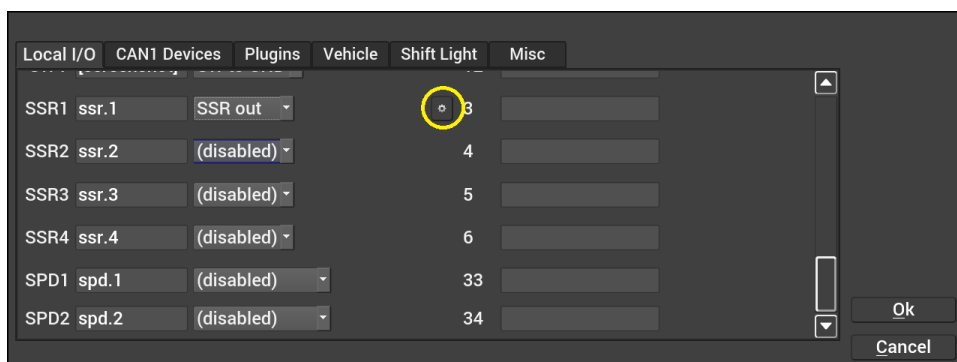 Local I/O CAN1 Devices Plugins Vehicle Shift Light Misc
SSR1 ssr.1 SSR out 3
SSR2 ssr.2 (disabled) 4
SSR3 ssr.3 (disabled) 5
SSR4 ssr.4 (disabled) 6
SPD1 spd.1 (disabled) 33
SPD2 spd.2 (disabled) 34
Ok
Cancel